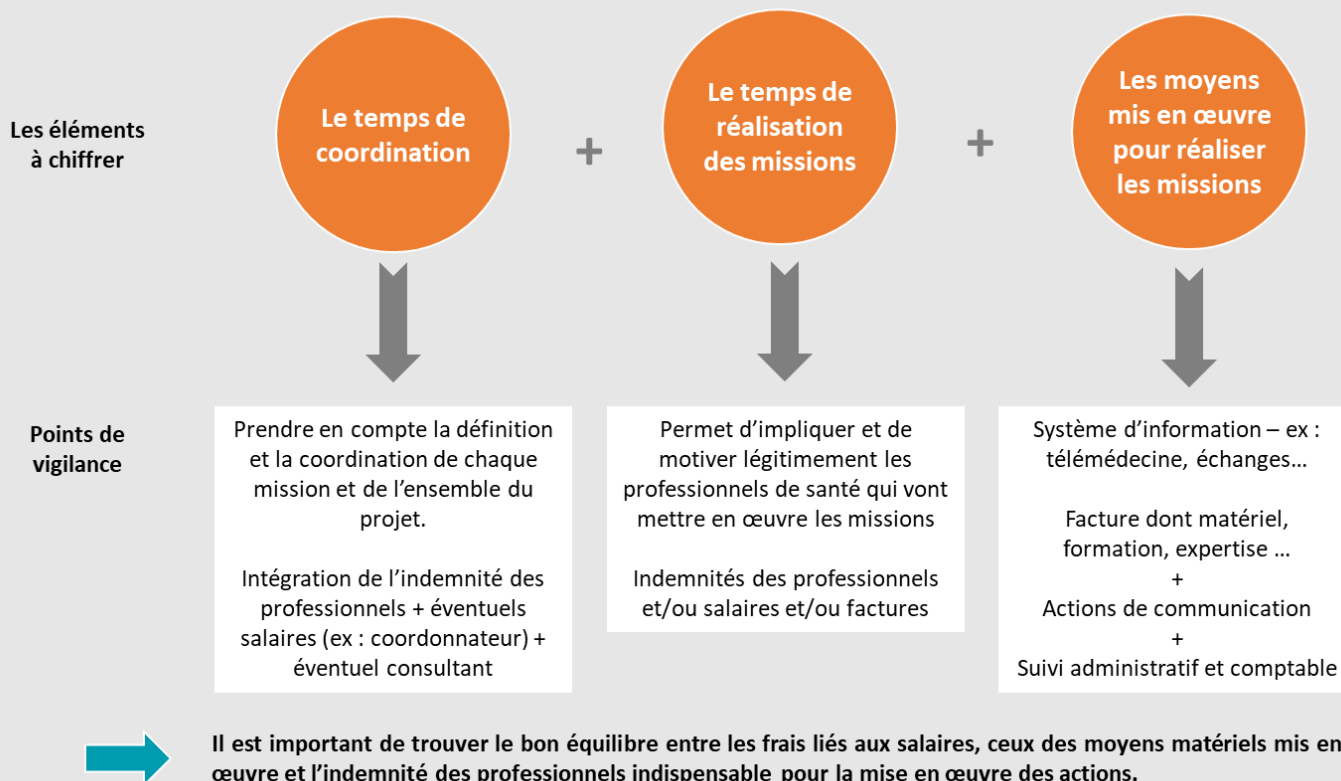 Les éléments
à chiffrer
Le temps de
coordination
+
Le temps de
réalisation
des missions
+
Les moyens
mis en œuvre
pour réaliser
les missions
Points de
vigilance
Prendre en compte la définition
et la coordination de chaque
mission et de l’ensemble du
projet.
Intégration de l’indemnité des
professionnels + éventuels
salaires (ex : coordonnateur) +
éventuel consultant
Permet d’impliquer et de
motiver légitimement les
professionnels de santé qui vont
mettre en œuvre les missions
Indemnités des professionnels
et/ou salaires et/ou factures
Système d’information – ex :
télémédecine, échanges…
Facture dont matériel,
formation, expertise …
+
Actions de communication
+
Suivi administratif et comptable
Il est important de trouver le bon équilibre entre les frais liés aux salaires, ceux des moyens matériels mis en
œuvre et l’indemnité des professionnels indispensable pour la mise en œuvre des actions.